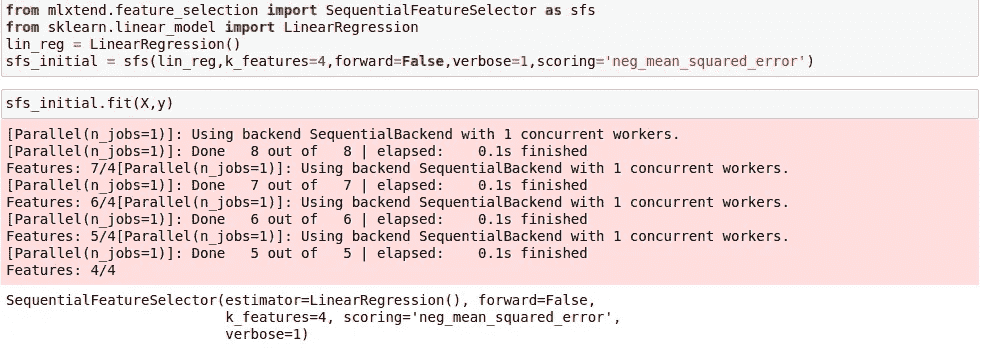 from mlxtend.feature_selection import SequentialFeatureSelector as sfs
from sklearn.linear_model import LinearRegression
lin_reg = LinearRegression()
sfs_initial = sfs(lin_reg,k_features=4,forward=False,verbose=1,scoring='neg_mean_squared_error')
sfs_initial.fit(X,y)
[Parallel(n_jobs=1)]: Using backend SequentialBackend with 1 concurrent workers.
[Parallel(n_jobs=1)]: Done   8 out of   8 | elapsed:    0.1s finished
Features: 7/4[Parallel(n_jobs=1)]: Using backend SequentialBackend with 1 concurrent workers.
[Parallel(n_jobs=1)]: Done   7 out of   7 | elapsed:    0.1s finished
Features: 6/4[Parallel(n_jobs=1)]: Using backend SequentialBackend with 1 concurrent workers.
[Parallel(n_jobs=1)]: Done   6 out of   6 | elapsed:    0.1s finished
Features: 5/4[Parallel(n_jobs=1)]: Using backend SequentialBackend with 1 concurrent workers.
[Parallel(n_jobs=1)]: Done   5 out of   5 | elapsed:    0.1s finished
Features: 4/4
SequentialFeatureSelector(estimator=LinearRegression(), forward=False,
                          k_features=4, scoring='neg_mean_squared_error',
                          verbose=1)